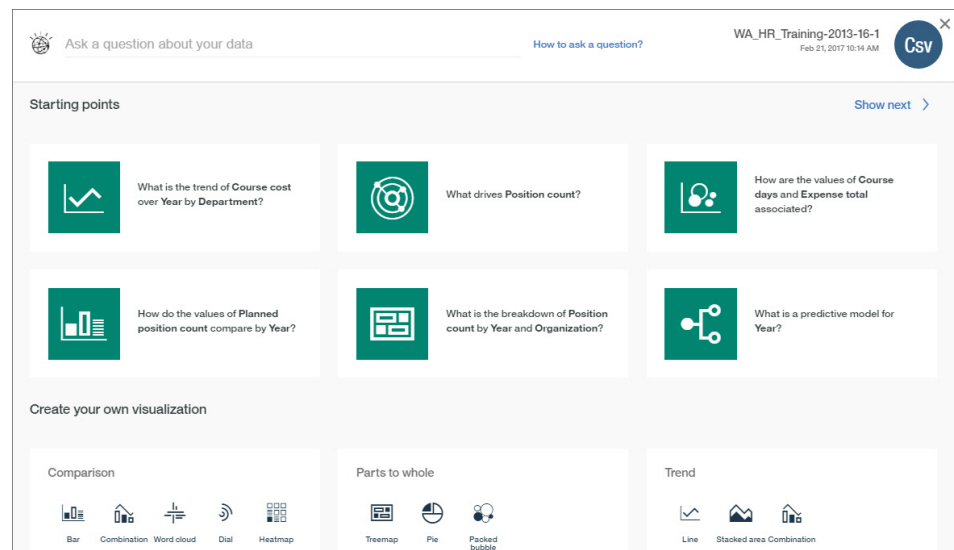 Ask a question about your data
How to ask a question?
WA_HR_Training-2013-16-1
Feb 21, 2017 10:14 AM
Csv
Starting points
Show next
What is the trend of Course cost
over Year by Department?
What drives Position count?
How are the values of Course
days and Expense total
associated?
How do the values of Planned
position count compare by Year?
What is the breakdown of Position
count by Year and Organization?
What is a predictive model for
Year?
Create your own visualization
Comparison
Bar
Combination
Word cloud
Dial
Heatmap
Parts to whole
Treemap
Pie
Packed
bubble
Trend
Line
Stacked area
Combination